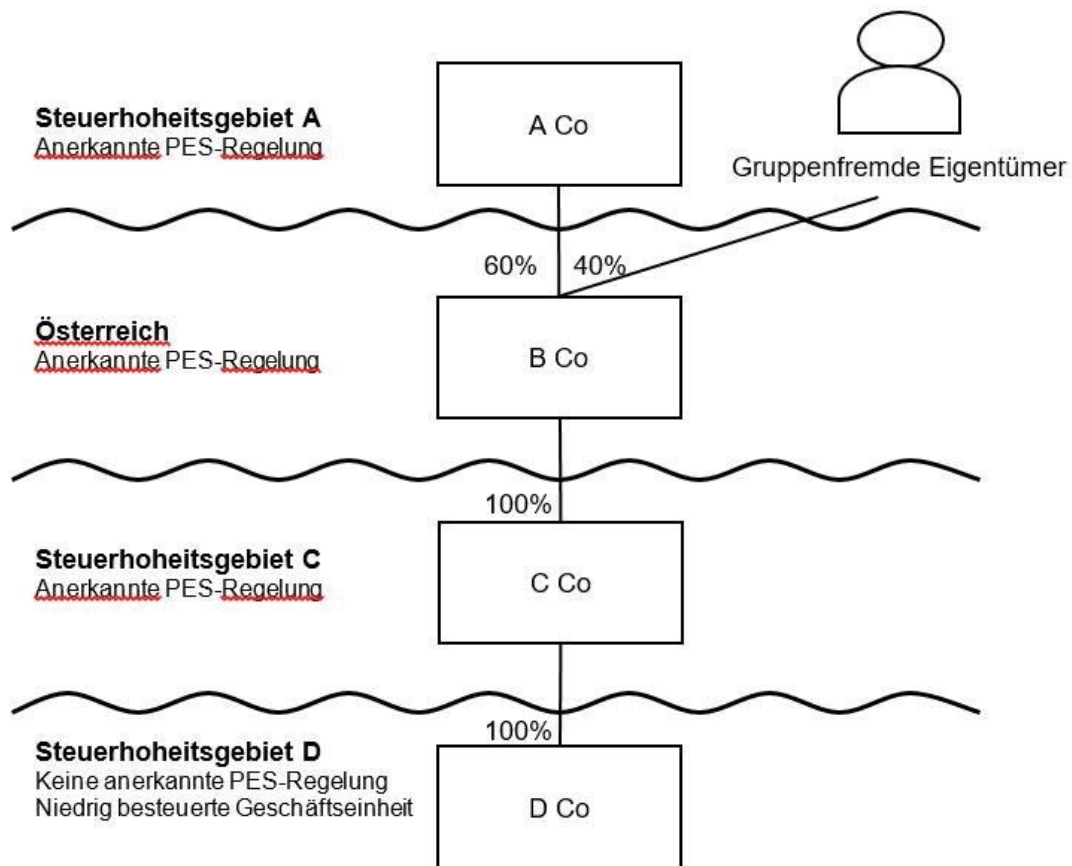 Steuerhoheitsgebiet A
Anerkannte PES-Regelung
A Co
Gruppenfremde Eigentümer
60%
40%
Österreich
Anerkannte PES-Regelung
B Co
100%
Steuerhoheitsgebiet C
Anerkannte PES-Regelung
C Co
100%
Steuerhoheitsgebiet D
Keine anerkannte PES-Regelung
Niedrig besteuerte Geschäftseinheit
D Co